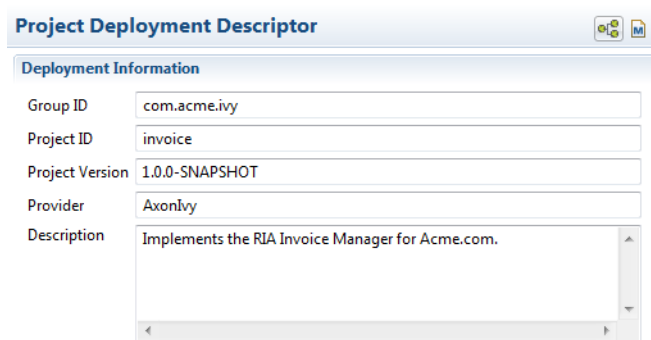 Project Deployment Descriptor
M
Deployment Information
Group ID com.acme.ivy
Project ID invoice
Project Version 1.0.0-SNAPSHOT
Provider AxonIvy
Description Implements the RIA Invoice Manager for Acme.com.